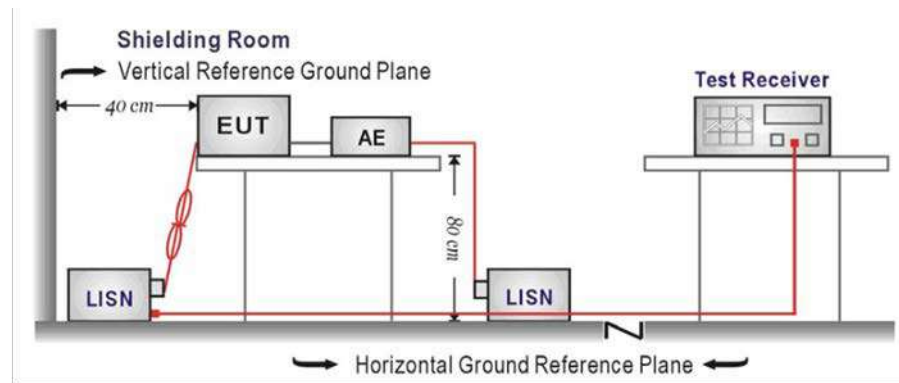 Shielding Room
Vertical Reference Ground Plane
Test Receiver
40 cm
EUT
AE
80 cm
LISN
LISN
Horizontal Ground Reference Plane